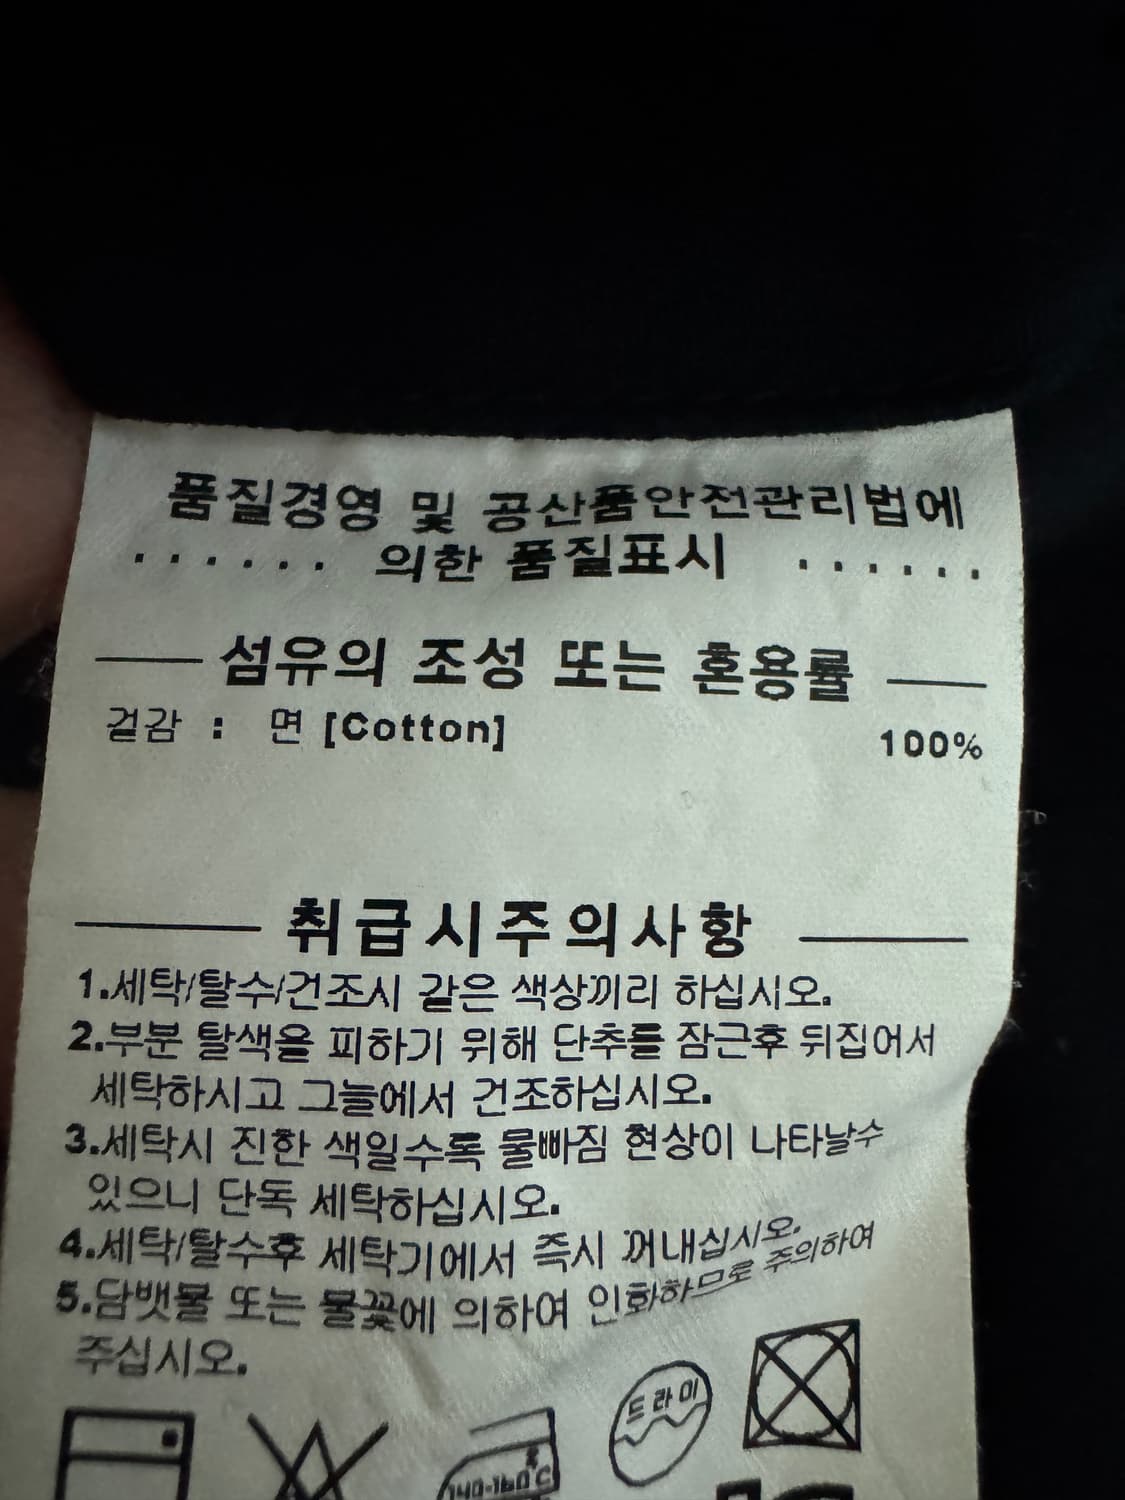 품질경영 및 공산품안전관리법에
...... 의한 품질표시 ......
섬유의 조성 또는 혼용률
겉감 : 면 [Cotton] 100%
취급시주의사항
1.세탁/탈수/건조시 같은 색상끼리 하십시오.
2.부분 탈색을 피하기 위해 단추를 잠근후 뒤집어서
세탁하시고 그늘에서 건조하십시오.
3.세탁시 진한 색일수록 물빠짐 현상이 나타날수
있으니 단독 세탁하십시오.
4.세탁/탈수후 세탁기에서 즉시 꺼내십시오.
5.담뱃불 또는 불꽃에 의하여 인화하므로 주의하여
주십시오.
드라이
140-160°C